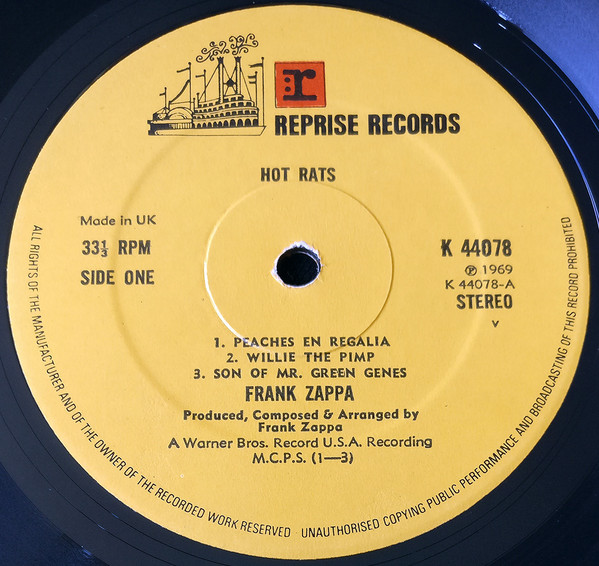 r
REPRISE RECORDS
HOT RATS
Made in UK
33⅓ RPM
SIDE ONE
K 44078
℗ 1969
K 44078-A
STEREO
V
1. PEACHES EN REGALIA
2. WILLIE THE PIMP
3. SON OF MR. GREEN GENES
FRANK ZAPPA
Produced, Composed & Arranged by
Frank Zappa
A Warner Bros. Record U.S.A. Recording
M.C.P.S. (1—3)
ALL RIGHTS OF THE MANUFACTURER AND OF THE OWNER OF THE RECORDED WORK RESERVED · UNAUTHORISED COPYING PUBLIC PERFORMANCE AND BROADCASTING OF THIS RECORD PROHIBITED